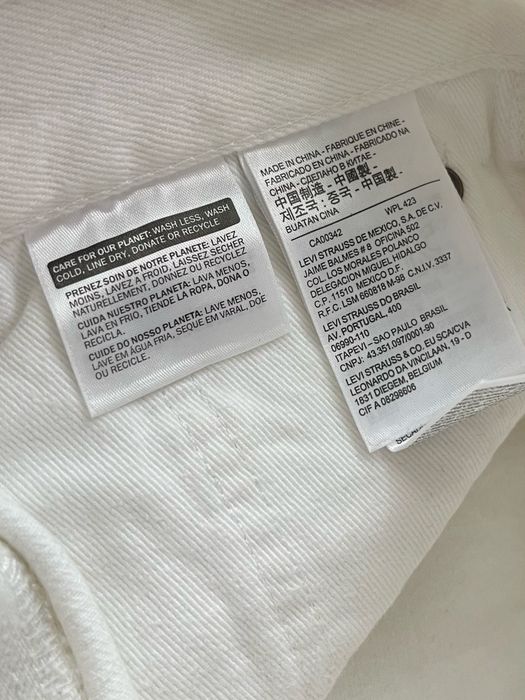 CARE FOR OUR PLANET: WASH LESS, WASH
COLD, LINE DRY, DONATE OR RECYCLE.
PRENEZ SOIN DE NOTRE PLANETE: LAVEZ
MOINS, LAVEZ A FROID, LAISSEZ SECHER
NATURELLEMENT, DONNEZ OU RECYCLEZ
CUIDA NUESTRO PLANETA: LAVA MENOS,
LAVA EN FRIO, TIENDE LA ROPA, DONA O
RECICLA.
CUIDE DO NOSSO PLANETA: LAVE MENOS,
LAVE EM ÁGUA FRIA, SEQUE EM VARAL, DOE
OU RECICLE.
MADE IN CHINA - FABRIQUE EN CHINE -
FABRICADO EN CHINA - FABRICADO NA
CHINA - СДЕЛАНО В КИТАЕ -
中国制造 - 中國製 -
제조국 : 중국 - 中国製 -
BUATAN CINA
CA00342 WPL 423
LEVI STRAUSS DE MEXICO, S.A. DE C.V.
JAIME BALMES # 8 OFICINA 502
COL. LOS MORALES POLANCO
DELEGACION MIGUEL HIDALGO
C.P. 11510 MEXICO D.F.
R.F.C. LSM 660818 M-98 C.N.I.V. 3337
LEVI STRAUSS DO BRASIL
AV. PORTUGAL, 400
06990-110
ITAPEVI – SAO PAULO BRASIL
CNPJ: 43.351.097/0001-90
LEVI STRAUSS & CO. EU SCA/CVA
LEONARDO DA VINCILAAN, 19 - D
1831 DIEGEM, BELGIUM
CIF A 08298606